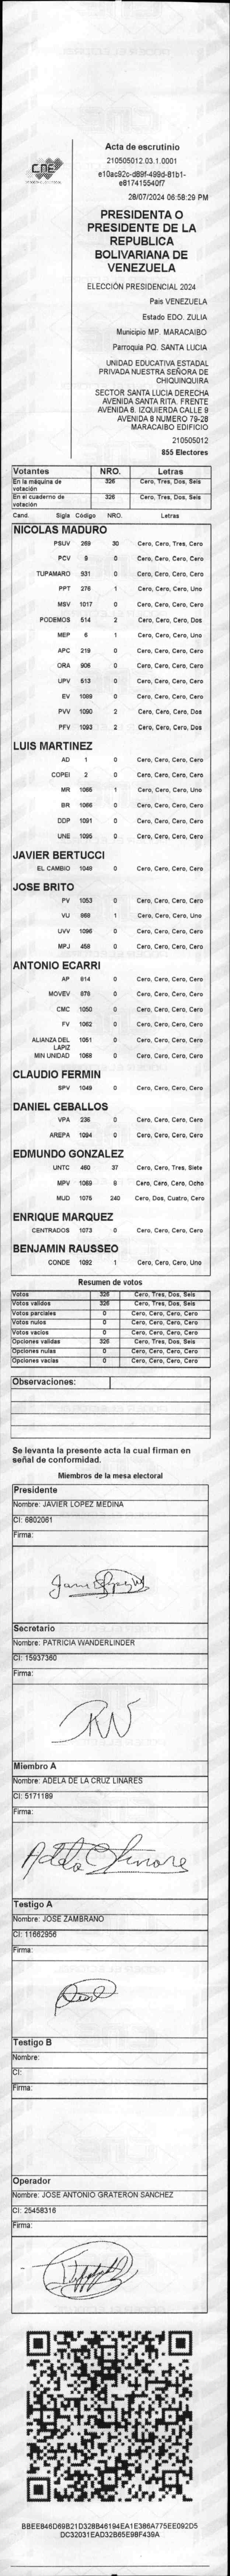 CNE
Acta de escrutinio
210505012.03.1.0001
e10ac92c-d89f-499d-81b1-
e817415540f7
28/07/2024 06:58:29 PM
PRESIDENTA O
PRESIDENTE DE LA
REPUBLICA
BOLIVARIANA DE
VENEZUELA
ELECCIÓN PRESIDENCIAL 2024
Pais VENEZUELA
Estado EDO. ZULIA
Municipio MP. MARACAIBO
Parroquia PQ. SANTA LUCIA
UNIDAD EDUCATIVA ESTADAL
PRIVADA NUESTRA SEÑORA DE
CHIQUINQUIRA
SECTOR SANTA LUCIA DERECHA
AVENIDA SANTA RITA. FRENTE
AVENIDA 8. IZQUIERDA CALLE 9
AVENIDA 8 NUMERO 79-28
MARACAIBO EDIFICIO
210505012
855 Electores
Votantes NRO. Letras
En la máquina de votación 326 Cero, Tres, Dos, Seis
En el cuaderno de votación 326 Cero, Tres, Dos, Seis
Cand. Sigla Código NRO. Letras
NICOLAS MADURO
PSUV 269 30 Cero, Cero, Tres, Cero
PCV 9 0 Cero, Cero, Cero, Cero
TUPAMARO 931 0 Cero, Cero, Cero, Cero
PPT 276 1 Cero, Cero, Cero, Uno
MSV 1017 0 Cero, Cero, Cero, Cero
PODEMOS 514 2 Cero, Cero, Cero, Dos
MEP 6 1 Cero, Cero, Cero, Uno
APC 219 0 Cero, Cero, Cero, Cero
ORA 906 0 Cero, Cero, Cero, Cero
UPV 513 0 Cero, Cero, Cero, Cero
EV 1089 0 Cero, Cero, Cero, Cero
PVV 1090 2 Cero, Cero, Cero, Dos
PFV 1093 2 Cero, Cero, Cero, Dos
LUIS MARTINEZ
AD 1 0 Cero, Cero, Cero, Cero
COPEI 2 0 Cero, Cero, Cero, Cero
MR 1065 1 Cero, Cero, Cero, Uno
BR 1066 0 Cero, Cero, Cero, Cero
DDP 1091 0 Cero, Cero, Cero, Cero
UNE 1095 0 Cero, Cero, Cero, Cero
JAVIER BERTUCCI
EL CAMBIO 1048 0 Cero, Cero, Cero, Cero
JOSE BRITO
PV 1053 0 Cero, Cero, Cero, Cero
VU 868 1 Cero, Cero, Cero, Uno
UVV 1096 0 Cero, Cero, Cero, Cero
MPJ 458 0 Cero, Cero, Cero, Cero
ANTONIO ECARRI
AP 814 0 Cero, Cero, Cero, Cero
MOVEV 878 0 Cero, Cero, Cero, Cero
CMC 1050 0 Cero, Cero, Cero, Cero
FV 1062 0 Cero, Cero, Cero, Cero
ALIANZA DEL LAPIZ 1051 0 Cero, Cero, Cero, Cero
MIN UNIDAD 1068 0 Cero, Cero, Cero, Cero
CLAUDIO FERMIN
SPV 1049 0 Cero, Cero, Cero, Cero
DANIEL CEBALLOS
VPA 236 0 Cero, Cero, Cero, Cero
AREPA 1094 0 Cero, Cero, Cero, Cero
EDMUNDO GONZALEZ
UNTC 460 37 Cero, Cero, Tres, Siete
MPV 1069 8 Cero, Cero, Cero, Ocho
MUD 1075 240 Cero, Dos, Cuatro, Cero
ENRIQUE MARQUEZ
CENTRADOS 1073 0 Cero, Cero, Cero, Cero
BENJAMIN RAUSSEO
CONDE 1092 1 Cero, Cero, Cero, Uno
Resumen de votos
Votos 326 Cero, Tres, Dos, Seis
Votos validos 326 Cero, Tres, Dos, Seis
Votos parciales 0 Cero, Cero, Cero, Cero
Votos nulos 0 Cero, Cero, Cero, Cero
Votos vacios 0 Cero, Cero, Cero, Cero
Opciones validas 326 Cero, Tres, Dos, Seis
Opciones nulas 0 Cero, Cero, Cero, Cero
Opciones vacias 0 Cero, Cero, Cero, Cero
Observaciones:
Se levanta la presente acta la cual firman en
señal de conformidad.
Miembros de la mesa electoral
Presidente
Nombre: JAVIER LOPEZ MEDINA
CI: 6802061
Firma:
Secretario
Nombre: PATRICIA WANDERLINDER
CI: 15937360
Firma:
Miembro A
Nombre: ADELA DE LA CRUZ LINARES
CI: 5171189
Firma:
Testigo A
Nombre: JOSE ZAMBRANO
CI: 11662956
Firma:
Testigo B
Nombre:
CI:
Firma:
Operador
Nombre: JOSE ANTONIO GRATERON SANCHEZ
CI: 25458316
Firma:
BBEE846D69B21D328B46194EA1E386A775EE092D5
DC32031EAD32B65E98F439A